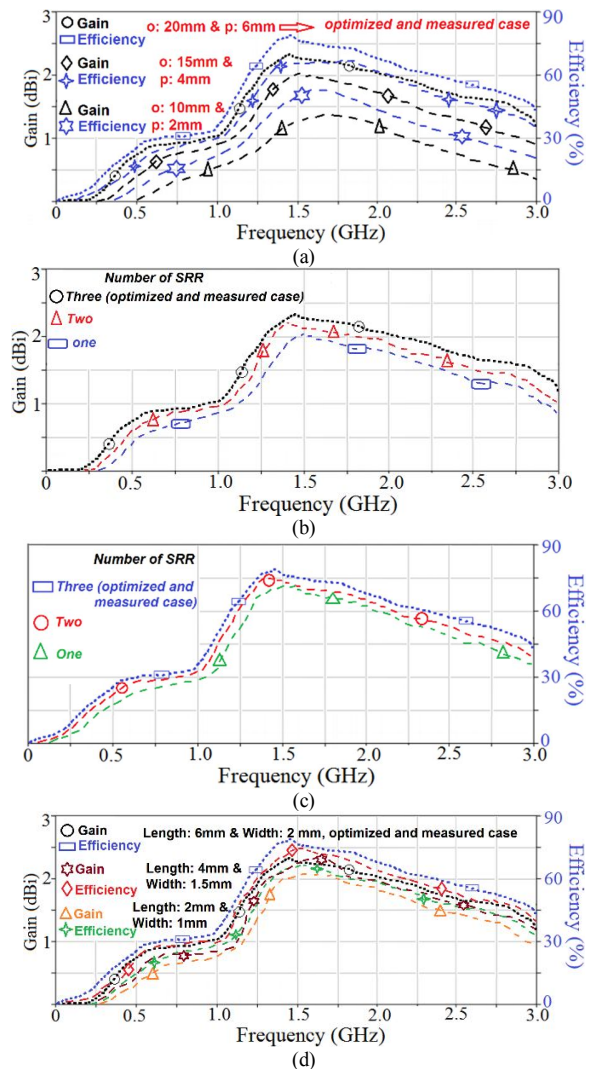 Gain
Efficiency
o: 20mm & p: 6mm optimized and measured case
Gain
Efficiency
o: 15mm &
p: 4mm
Gain
Efficiency
o: 10mm &
p: 2mm
Gain (dBi)
3
2
1
0 0.5 1.0 1.5 2.0 2.5 3.0
90
60
30
0
Efficiency (%)
Frequency (GHz)
(a)
Number of SRR
Three (optimized and measured case)
Two
one
Gain (dBi)
3
2
1
0 0.5 1.0 1.5 2.0 2.5 3.0
Frequency (GHz)
(b)
Number of SRR
Three (optimized and
measured case)
Two
One
90
60
30
0
Efficiency (%)
0 0.5 1.0 1.5 2.0 2.5 3.0
Frequency (GHz)
(c)
Gain
Efficiency
Length: 6mm & Width: 2 mm, optimized and measured case
Gain
Efficiency
Length: 4mm &
Width: 1.5mm
Gain
Efficiency
Length: 2mm &
Width: 1mm
Gain (dBi)
3
2
1
0 0.5 1.0 1.5 2.0 2.5 3.0
90
60
30
0
Efficiency (%)
Frequency (GHz)
(d)